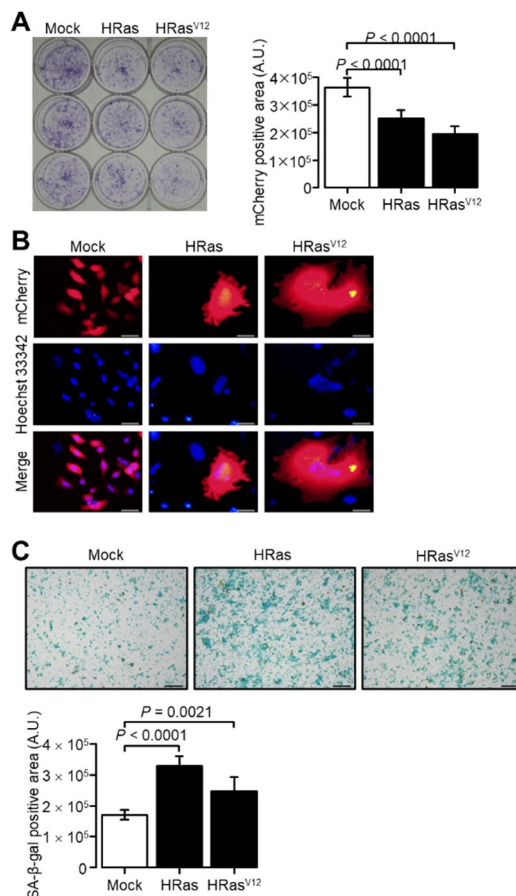 A
Mock HRas HRasV12
mCherry positive area (A.U.)
P < 0.0001
P < 0.0001
4×10⁵
3×10⁵
2×10⁵
1×10⁵
0
Mock HRas HRasV12
B
Mock HRas HRasV12
mCherry
Hoechst 33342
Merge
C
Mock HRas HRasV12
SA-β-gal positive area (A.U.)
P = 0.0021
P < 0.0001
4 × 10⁵
3 × 10⁵
2 × 10⁵
1 × 10⁵
0
Mock HRas HRasV12